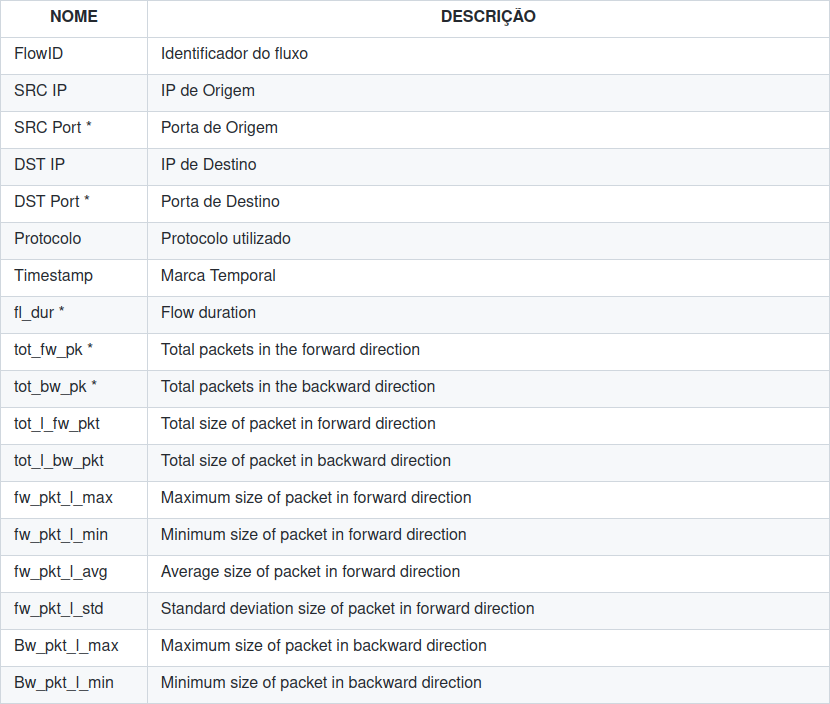 NOME DESCRIÇÃO
FlowID Identificador do fluxo
SRC IP IP de Origem
SRC Port * Porta de Origem
DST IP IP de Destino
DST Port * Porta de Destino
Protocolo Protocolo utilizado
Timestamp Marca Temporal
fl_dur * Flow duration
tot_fw_pk * Total packets in the forward direction
tot_bw_pk * Total packets in the backward direction
tot_l_fw_pkt Total size of packet in forward direction
tot_l_bw_pkt Total size of packet in backward direction
fw_pkt_l_max Maximum size of packet in forward direction
fw_pkt_l_min Minimum size of packet in forward direction
fw_pkt_l_avg Average size of packet in forward direction
fw_pkt_l_std Standard deviation size of packet in forward direction
Bw_pkt_l_max Maximum size of packet in backward direction
Bw_pkt_l_min Minimum size of packet in backward direction